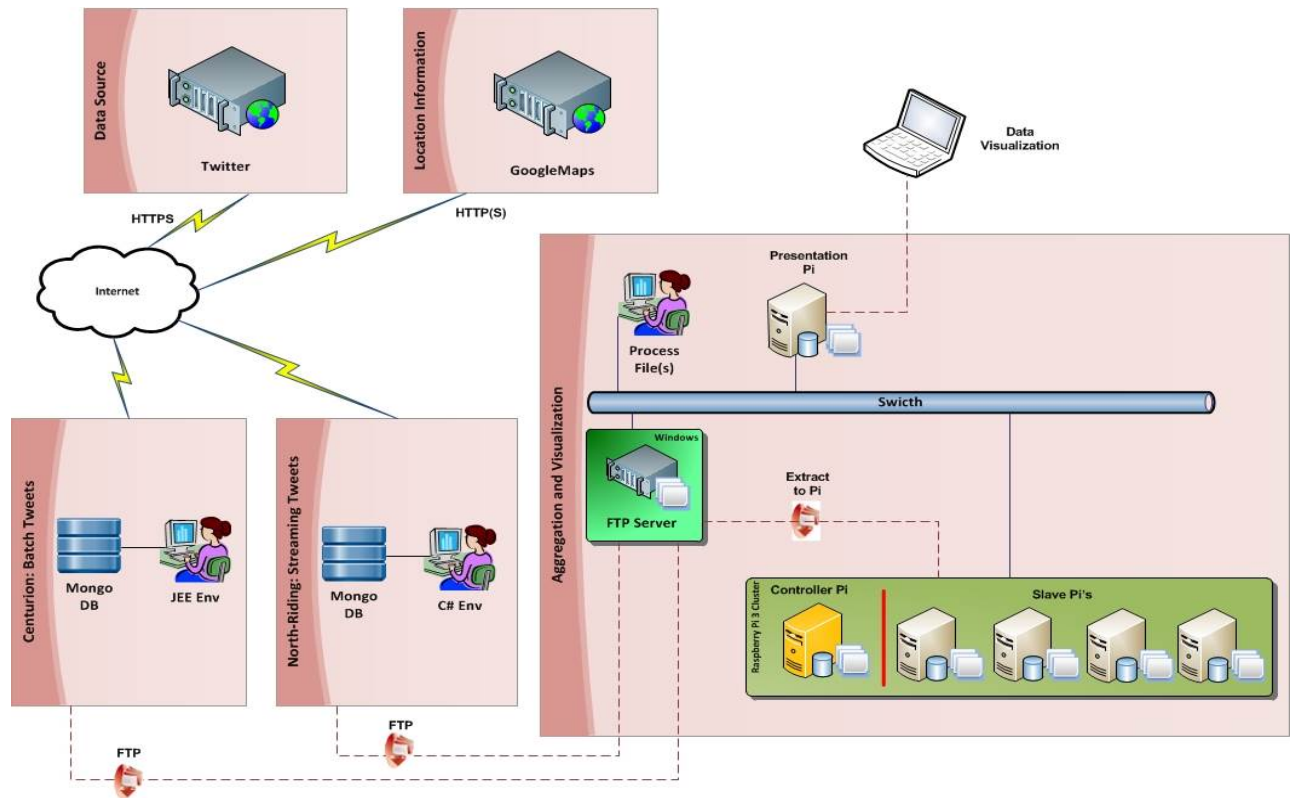 Data Source
Twitter
Location Information
GoogleMaps
Data
Visualization
HTTPS
HTTP(S)
Internet
Aggregation and Visualization
Process
File(s)
Presentation
Pi
Swicth
Windows
FTP Server
Extract
to Pi
Raspberry Pi 3 Cluster
Controller Pi
Slave Pi's
Centurion: Batch Tweets
Mongo
DB
JEE Env
North-Riding: Streaming Tweets
Mongo
DB
C# Env
FTP
FTP